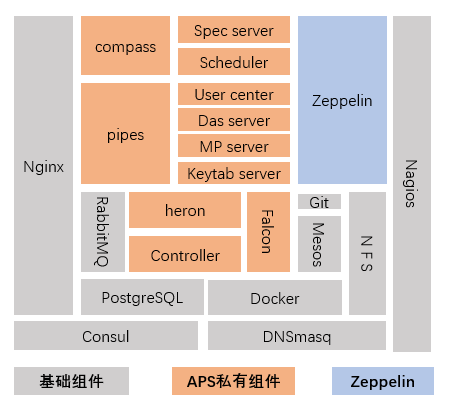 Nginx
compass
Spec server
Scheduler
Zeppelin
Nagios
pipes
User center
Das server
MP server
Keytab server
RabbitMQ
heron
Controller
Falcon
Git
Mesos
NFS
PostgreSQL
Docker
Consul
DNSmasq
基础组件
APS私有组件
Zeppelin